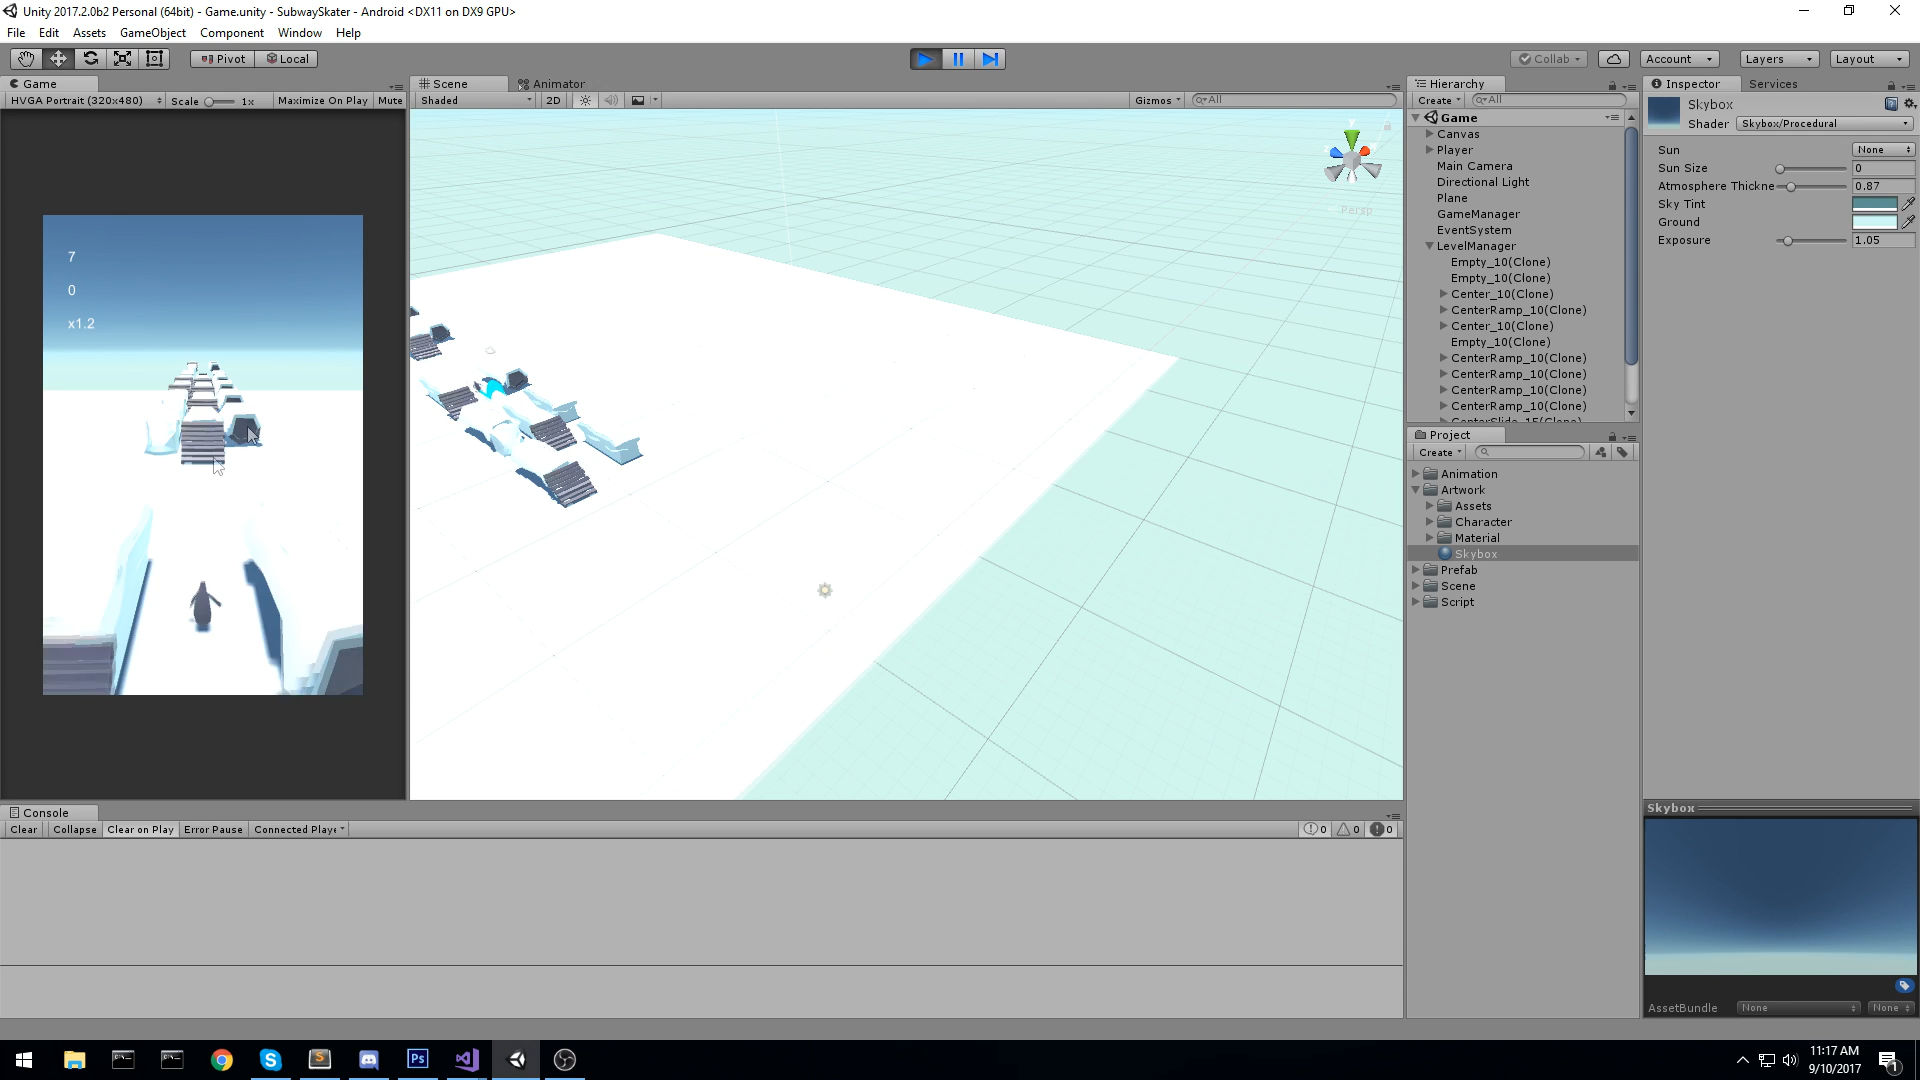 Unity 2017.2.0b2 Personal (64bit) - Game.unity - SubwaySkater - Android <DX11 on DX9 GPU>
File Edit Assets GameObject Component Window Help
Pivot Local Collab Account Layers Layout
Game
HVGA Portrait (320x480) Scale 1x Maximize On Play Mute
7
0
x1.2
Scene Animator
Shaded 2D Gizmos All
y
Persp
Hierarchy
Create All
Game
Canvas
Player
Main Camera
Directional Light
Plane
GameManager
EventSystem
LevelManager
Empty_10(Clone)
Empty_10(Clone)
Center_10(Clone)
CenterRamp_10(Clone)
Center_10(Clone)
Empty_10(Clone)
CenterRamp_10(Clone)
CenterRamp_10(Clone)
CenterRamp_10(Clone)
CenterRamp_10(Clone)
CenterSlide_15(Clone)
Project
Create
Animation
Artwork
Assets
Character
Material
Skybox
Prefab
Scene
Script
Inspector Services
Skybox
Shader Skybox/Procedural
Sun None
Sun Size 0
Atmosphere Thickne 0.87
Sky Tint
Ground
Exposure 1.05
Skybox
AssetBundle None None
Console
Clear Collapse Clear on Play Error Pause Connected Playe
0 0 0
Ps
11:17 AM
9/10/2017
1